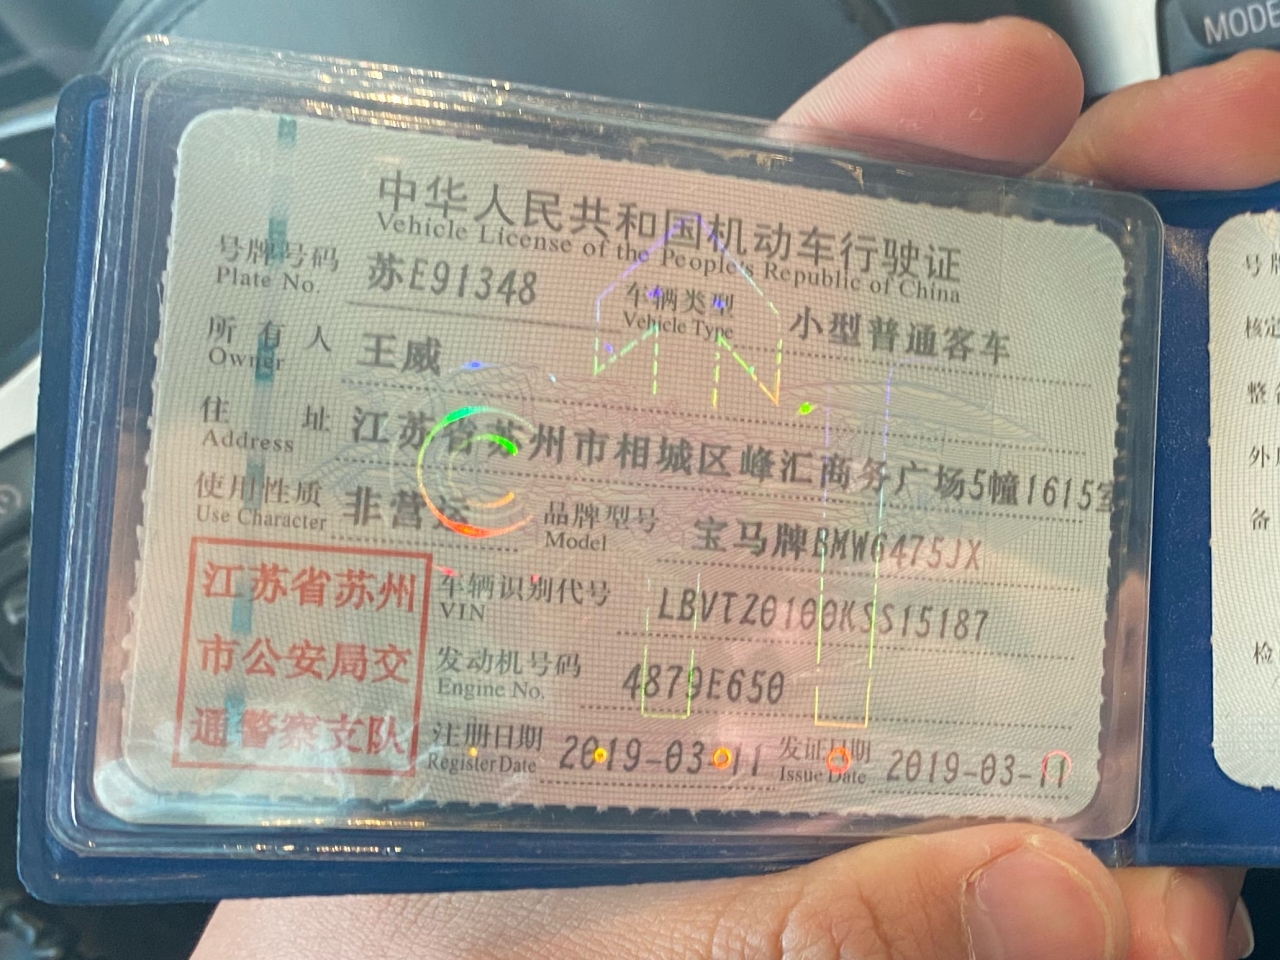 MODE
中华人民共和国机动车行驶证
Vehicle License of the People's Republic of China
号牌号码 苏E91348 车辆类型 小型普通客车
Plate No. Vehicle Type
所有人 王威
Owner
住址 江苏省苏州市相城区峰汇商务广场5幢1615室
Address
使用性质 非营运 品牌型号 宝马牌BMW6475JX
Use Character Model
江苏省苏州
市公安局交
通警察支队
车辆识别代号 LBVTZ0100KSS15187
VIN
发动机号码 4879E650
Engine No.
注册日期 2019-03-11 发证日期 2019-03-11
Register Date Issue Date
号牌
核定
整
外
备
检